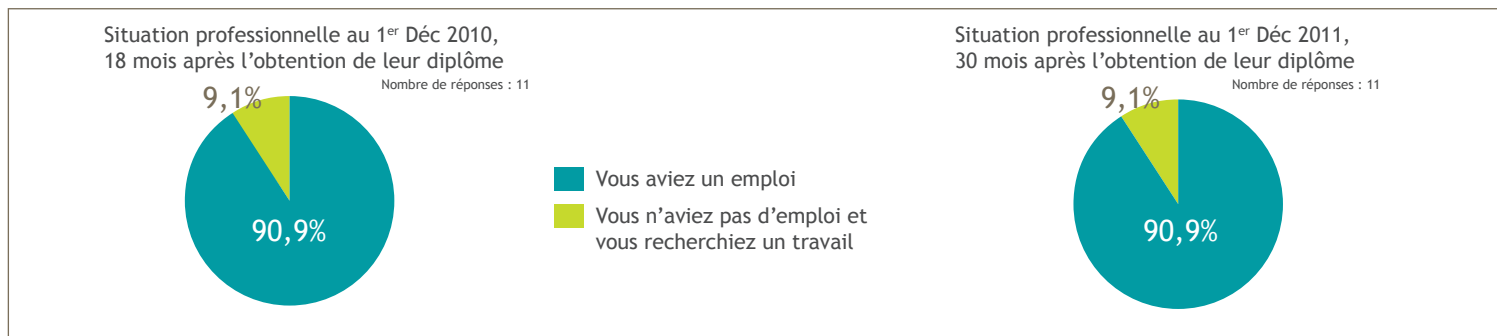 Situation professionnelle au 1er Déc 2010,
18 mois après l’obtention de leur diplôme
Nombre de réponses : 11
9,1%
90,9%
Vous aviez un emploi
Vous n’aviez pas d’emploi et
vous recherchiez un travail
Situation professionnelle au 1er Déc 2011,
30 mois après l’obtention de leur diplôme
Nombre de réponses : 11
9,1%
90,9%